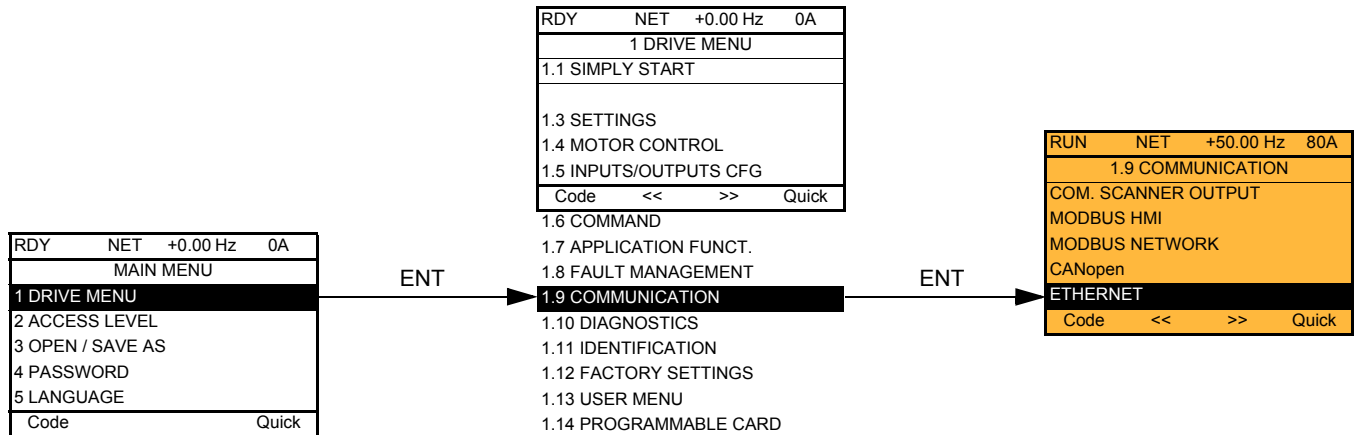 RDY NET +0.00 Hz 0A
MAIN MENU
1 DRIVE MENU
2 ACCESS LEVEL
3 OPEN / SAVE AS
4 PASSWORD
5 LANGUAGE
Code Quick
ENT
RDY NET +0.00 Hz 0A
1 DRIVE MENU
1.1 SIMPLY START
1.3 SETTINGS
1.4 MOTOR CONTROL
1.5 INPUTS/OUTPUTS CFG
Code << >> Quick
1.6 COMMAND
1.7 APPLICATION FUNCT.
1.8 FAULT MANAGEMENT
1.9 COMMUNICATION
1.10 DIAGNOSTICS
1.11 IDENTIFICATION
1.12 FACTORY SETTINGS
1.13 USER MENU
1.14 PROGRAMMABLE CARD
ENT
RUN NET +50.00 Hz 80A
1.9 COMMUNICATION
COM. SCANNER OUTPUT
MODBUS HMI
MODBUS NETWORK
CANopen
ETHERNET
Code << >> Quick